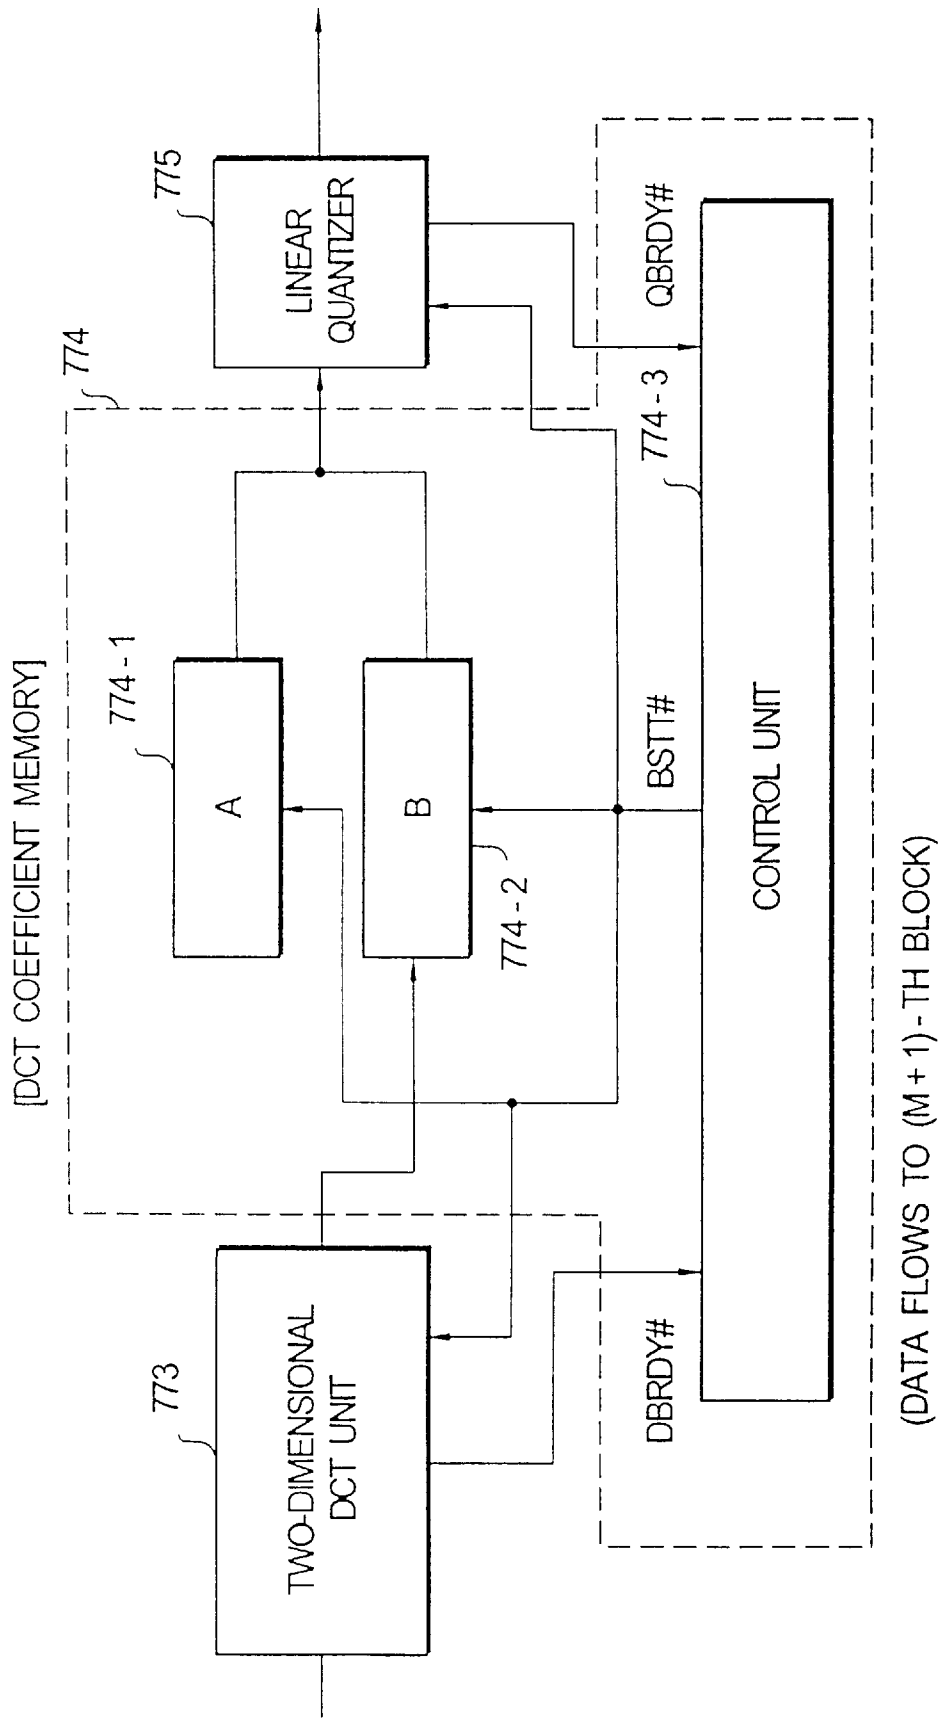 [DCT COEFFICIENT MEMORY]
774
773
TWO-DIMENSIONAL
DCT UNIT
774-1
A
B
774-2
775
LINEAR
QUANTIZER
DBRDY#
BSTT#
774-3
QBRDY#
CONTROL UNIT
(DATA FLOWS TO (M+1)-TH BLOCK)